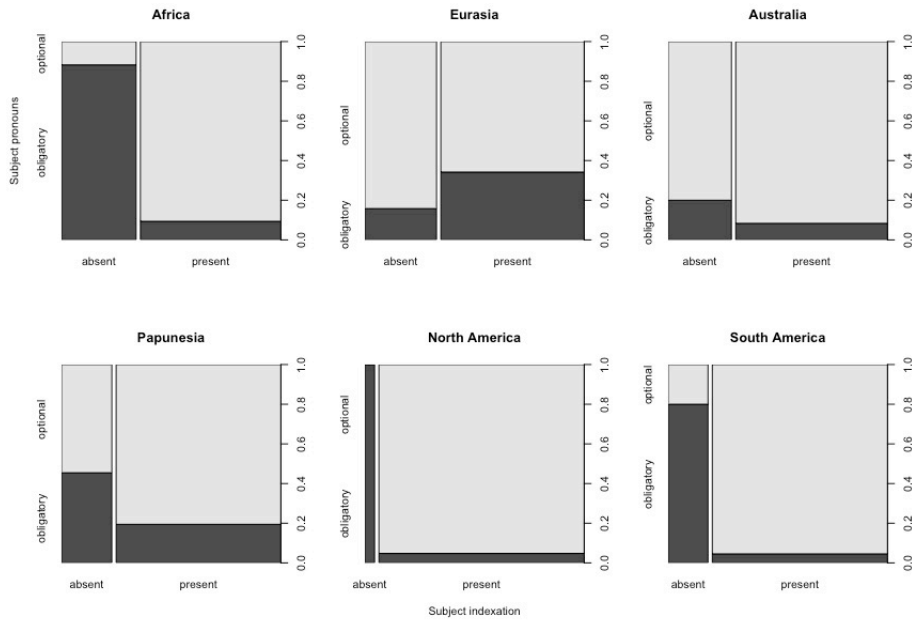 Africa
Subject pronouns
optional
obligatory
0.0 0.2 0.4 0.6 0.8 1.0
absent present
Eurasia
optional
obligatory
0.0 0.2 0.4 0.6 0.8 1.0
absent present
Australia
optional
obligatory
0.0 0.2 0.4 0.6 0.8 1.0
absent present
Papunesia
optional
obligatory
0.0 0.2 0.4 0.6 0.8 1.0
absent present
North America
optional
obligatory
0.0 0.2 0.4 0.6 0.8 1.0
absent present
South America
optional
obligatory
0.0 0.2 0.4 0.6 0.8 1.0
absent present
Subject indexation